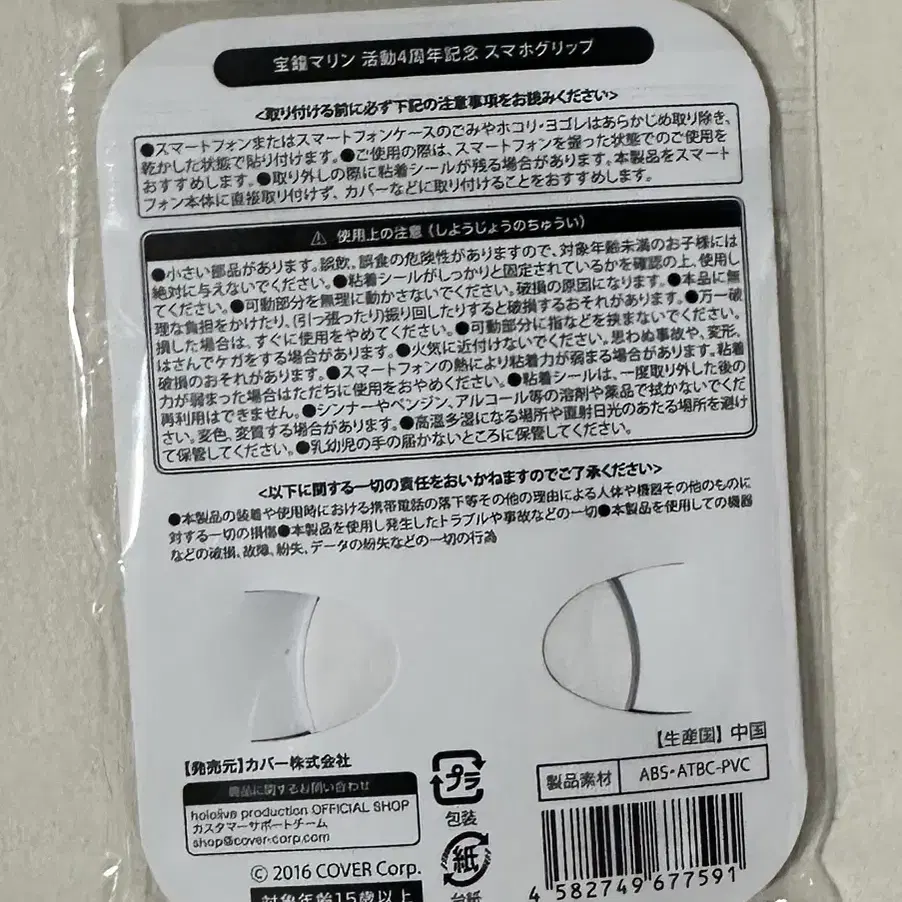 宝鐘マリン 活動4周年記念 スマホグリップ
<取り付ける前に必ず下記の注意事項をお読みください>
●スマートフォンまたはスマートフォンケースのごみやホコリ・ヨゴレはあらかじめ取り除き、
乾かした状態で貼り付けます。●ご使用の際は、スマートフォンを握った状態でのご使用を
おすすめします。●取り外しの際に粘着シールが残る場合があります。本製品をスマート
フォン本体に直接取り付けず、カバーなどに取り付けることをおすすめします。
⚠ 使用上の注意（しようじょうのちゅうい）
●小さい部品があります。誤飲、誤食の危険性がありますので、対象年齢未満のお子様には
絶対に与えないでください。●粘着シールがしっかりと固定されているかを確認の上、使用し
てください。●可動部分を無理に動かさないでください。破損の原因になります。●本品に無
理な負担をかけたり、(引っ張ったり)振り回したりすると破損するおそれがあります。●万一破
損した場合は、すぐに使用をやめてください。●可動部分に指などを挟まないでください。
はさんでケガをする場合があります。●火気に近付けないでください。思わぬ事故や、変形、
破損のおそれがあります。●スマートフォンの熱により粘着力が弱まる場合があります。粘着
力が弱まった場合はただちに使用をおやめください。●粘着シールは、一度取り外した後の
再利用はできません。●シンナーやベンジン、アルコール等の溶剤や薬品で拭かないでくだ
さい。変色、変質する場合があります。●高温多湿になる場所や直射日光のあたる場所を避け
て保管してください。●乳幼児の手の届かないところに保管してください。
<以下に関する一切の責任をおいかねますのでご了承ください>
●本製品の装着や使用時における携帯電話の落下等その他の理由による人体や機器その他のものに
対する一切の損傷●本製品を使用し発生したトラブルや事故などの一切●本製品を使用しての機器
などの破損、故障、紛失、データの紛失などの一切の行為
【発売元】カバー株式会社
商品に関するお問い合わせ
hololive production OFFICIAL SHOP
カスタマーサポートチーム
shop@cover-corp.com
© 2016 COVER Corp.
対象年齢15歳以上
プラ
包装
紙
台紙
【生産国】中国
製品素材 ABS・ATBC-PVC
4 582749 677591